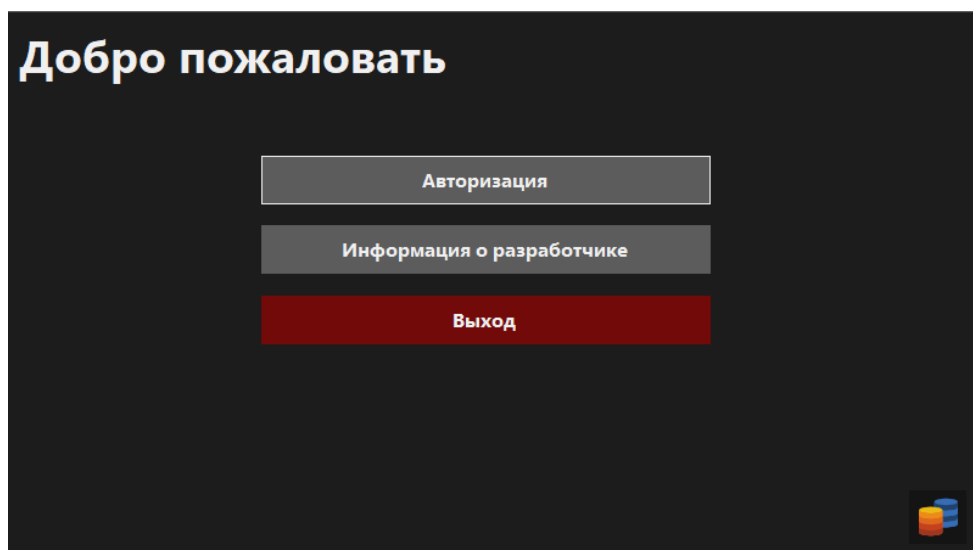 Добро пожаловать
Авторизация
Информация о разработчике
Выход